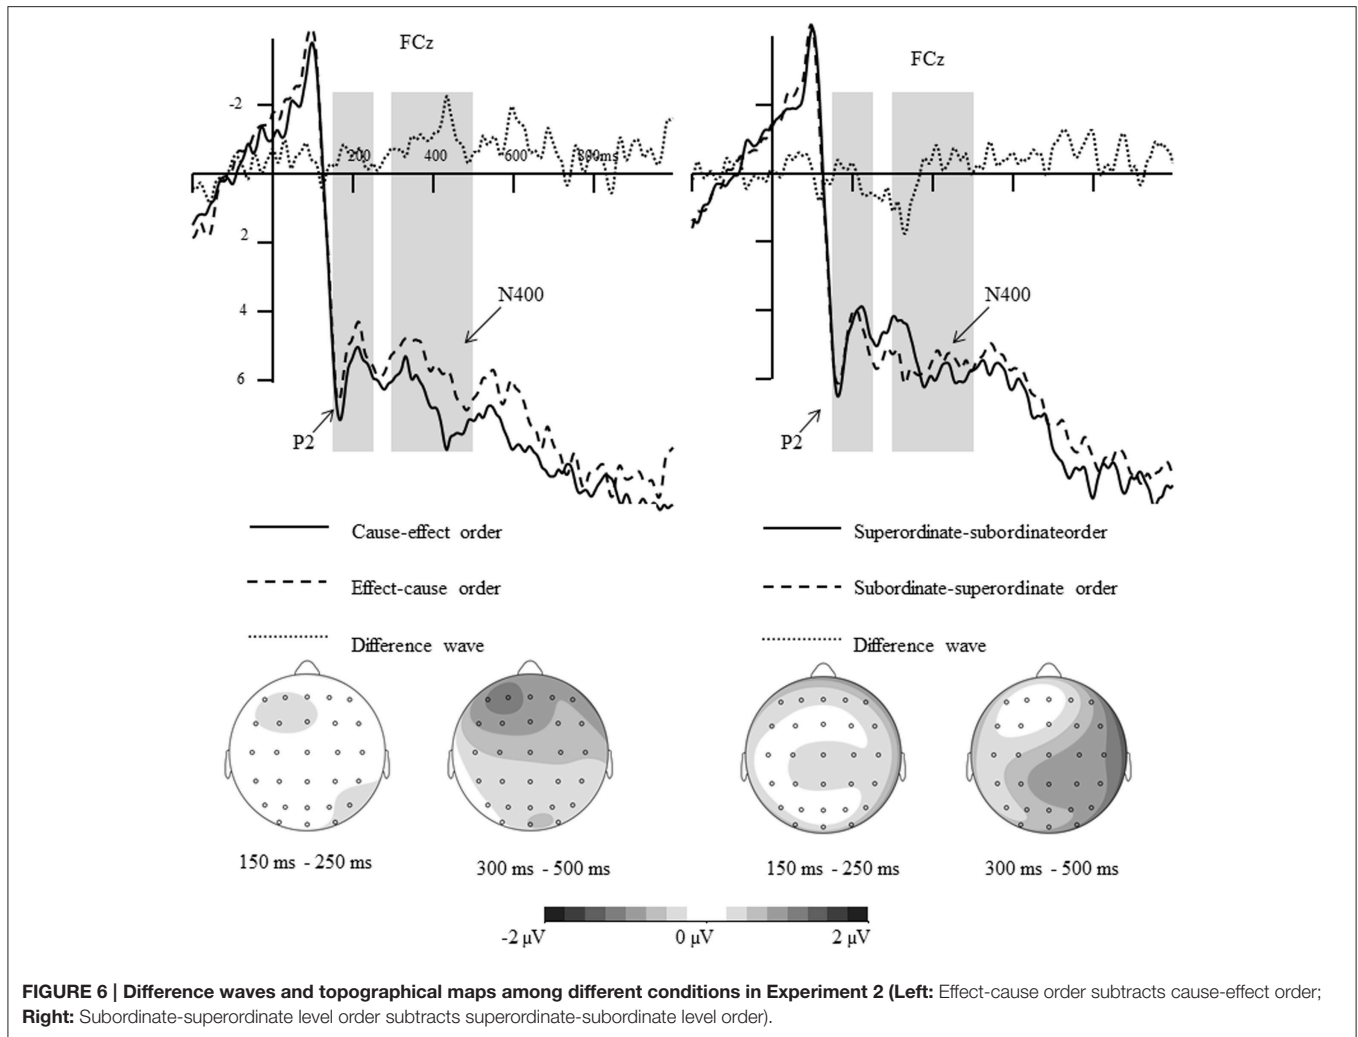 FCz
-2
200
400
600
800ms
2
4
6
N400
P2
FCz
N400
P2
Cause-effect order
Effect-cause order
Difference wave
Superordinate-subordinateorder
Subordinate-superordinate order
Difference wave
150 ms - 250 ms
300 ms - 500 ms
150 ms - 250 ms
300 ms - 500 ms
-2 µV
0 µV
2 µV
FIGURE 6 | Difference waves and topographical maps among different conditions in Experiment 2 (Left: Effect-cause order subtracts cause-effect order;
Right: Subordinate-superordinate level order subtracts superordinate-subordinate level order).